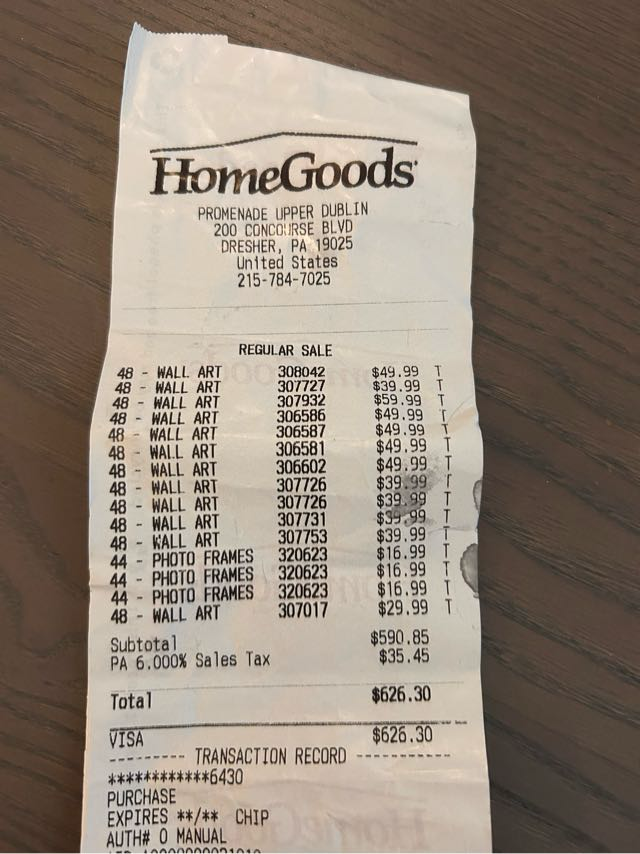 HomeGoods
PROMENADE UPPER DUBLIN
200 CONCOURSE BLVD
DRESHER, PA 19025
United States
215-784-7025
REGULAR SALE
48 - WALL ART 308042 $49.99 T
48 - WALL ART 307727 $39.99 T
48 - WALL ART 307932 $59.99 T
48 - WALL ART 306586 $49.99 T
48 - WALL ART 306587 $49.99 T
48 - WALL ART 306581 $49.99 T
48 - WALL ART 306602 $49.99 T
48 - WALL ART 307726 $39.99 T
48 - WALL ART 307726 $39.99 T
48 - WALL ART 307731 $39.99 T
48 - WALL ART 307753 $39.99 T
44 - PHOTO FRAMES 320623 $16.99 T
44 - PHOTO FRAMES 320623 $16.99 T
44 - PHOTO FRAMES 320623 $16.99 T
48 - WALL ART 307017 $29.99 T
Subtotal $590.85
PA 6.000% Sales Tax $35.45
Total $626.30
VISA $626.30
--------- TRANSACTION RECORD -----------
************6430
PURCHASE
EXPIRES **/** CHIP
AUTH# 0 MANUAL